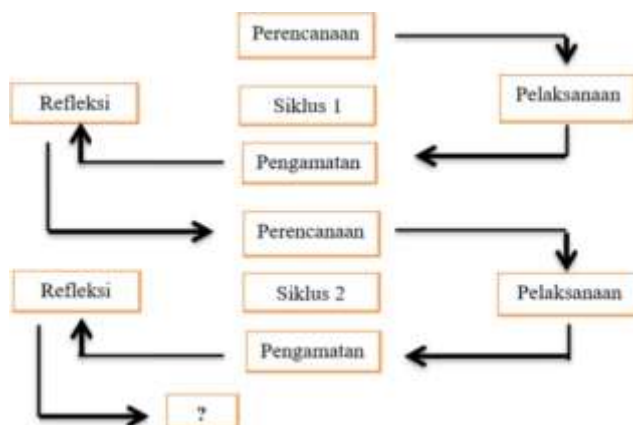 Perencanaan
Refleksi
Siklus 1
Pelaksanaan
Pengamatan
Perencanaan
Refleksi
Siklus 2
Pelaksanaan
Pengamatan
?